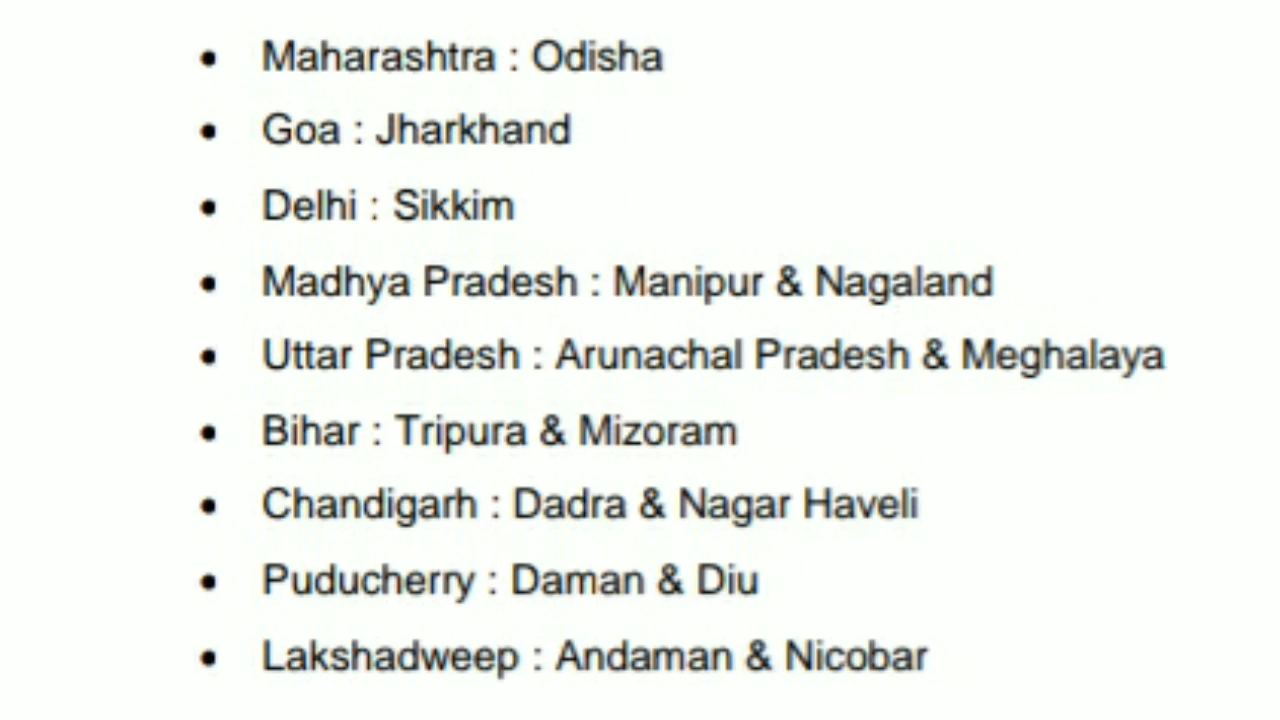 • Maharashtra : Odisha
• Goa : Jharkhand
• Delhi : Sikkim
• Madhya Pradesh : Manipur & Nagaland
• Uttar Pradesh : Arunachal Pradesh & Meghalaya
• Bihar : Tripura & Mizoram
• Chandigarh : Dadra & Nagar Haveli
• Puducherry : Daman & Diu
• Lakshadweep : Andaman & Nicobar